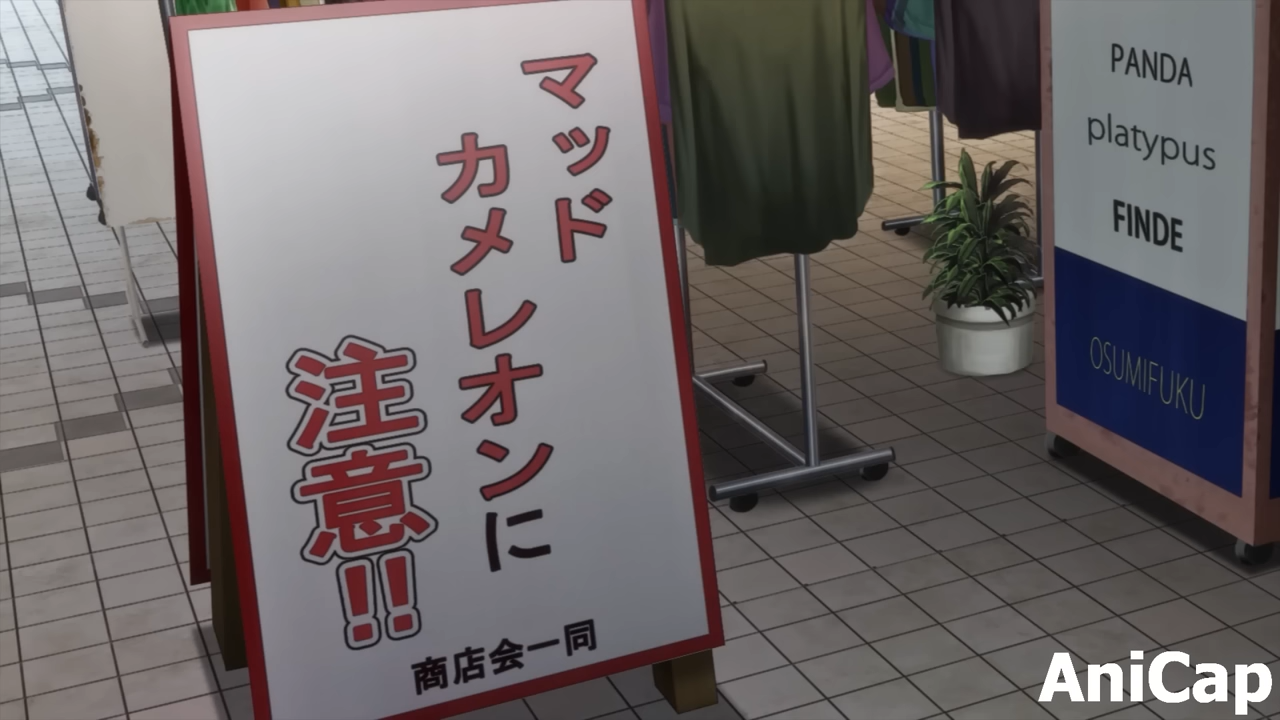 マッド
カメレオンに
注意!!
商店会一同
PANDA
platypus
FINDE
OSUMIFUKU
AniCap